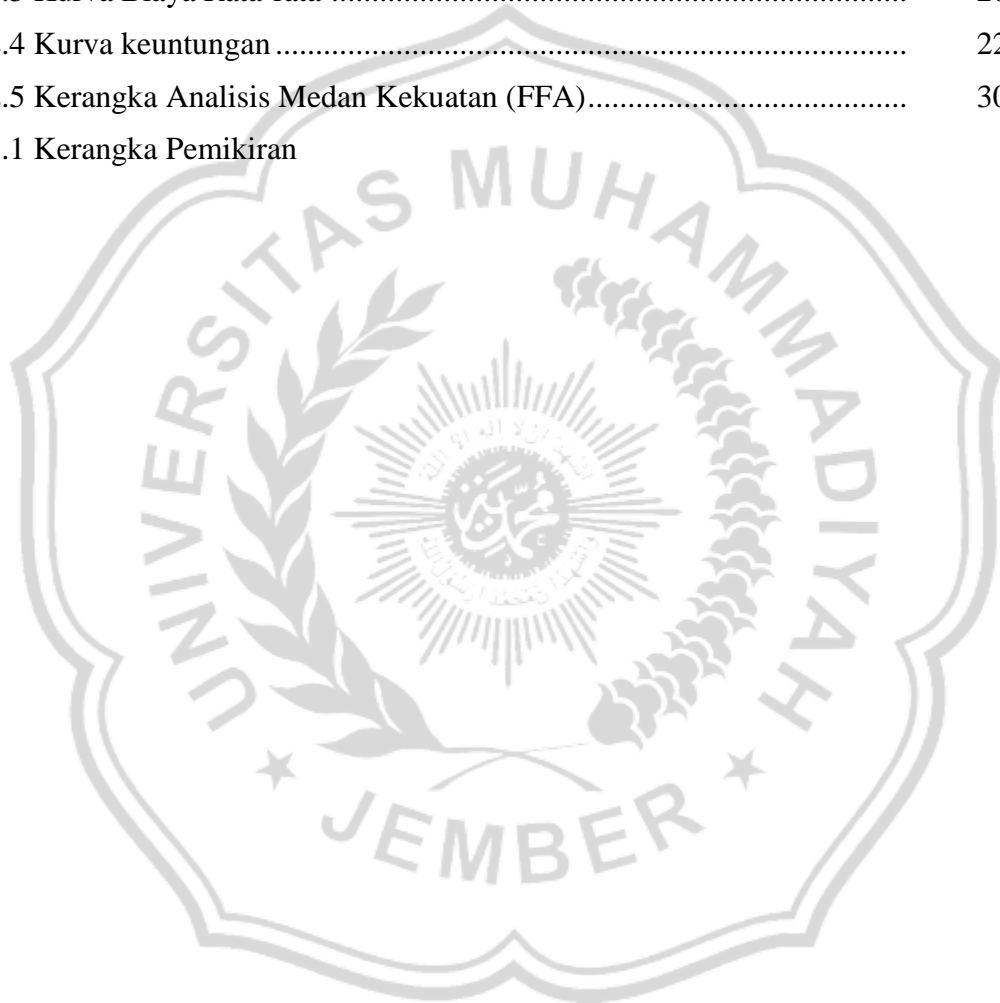 .4 Kurva keuntungan .......................................................................... 22
.5 Kerangka Analisis Medan Kekuatan (FFA)..................................... 30
.1 Kerangka Pemikiran
UNIVERSITAS MUHAMMADIYAH
JEMBER